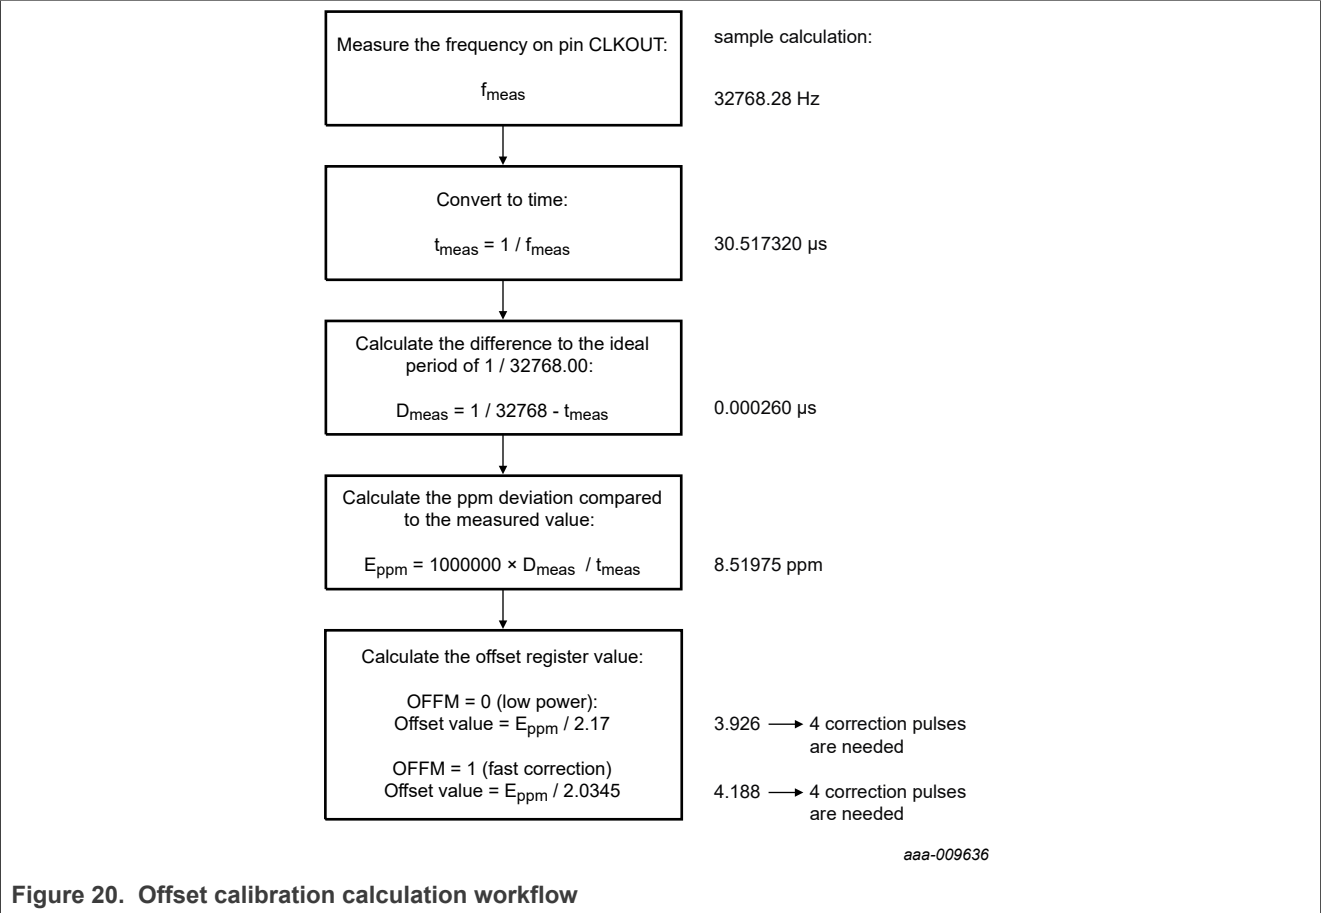 Measure the frequency on pin CLKOUT:
fmeas
sample calculation:
32768.28 Hz
Convert to time:
tmeas = 1 / fmeas
30.517320 μs
Calculate the difference to the ideal
period of 1 / 32768.00:
Dmeas = 1 / 32768 - tmeas
0.000260 μs
Calculate the ppm deviation compared
to the measured value:
Eppm = 1000000 × Dmeas / tmeas
8.51975 ppm
Calculate the offset register value:
OFFM = 0 (low power):
Offset value = Eppm / 2.17
3.926 → 4 correction pulses
are needed
OFFM = 1 (fast correction)
Offset value = Eppm / 2.0345
4.188 → 4 correction pulses
are needed
aaa-009636
Figure 20. Offset calibration calculation workflow